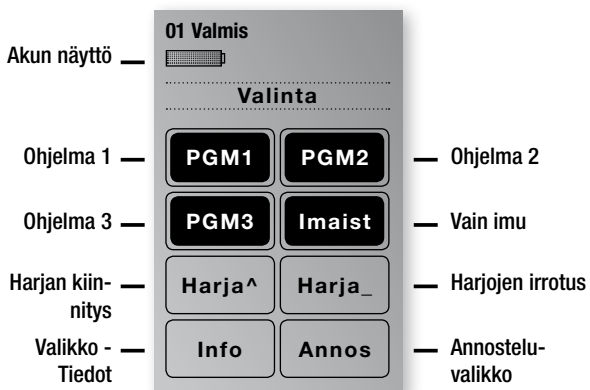 01 Valmis
Akun näyttö
Valinta
Ohjelma 1
PGM1
PGM2
Ohjelma 2
Ohjelma 3
PGM3
Imaist
Vain imu
Harjan kiin-
nitys
Harja^
Harja_
Harjojen irrotus
Valikko -
Tiedot
Info
Annos
Annostelu-
valikko